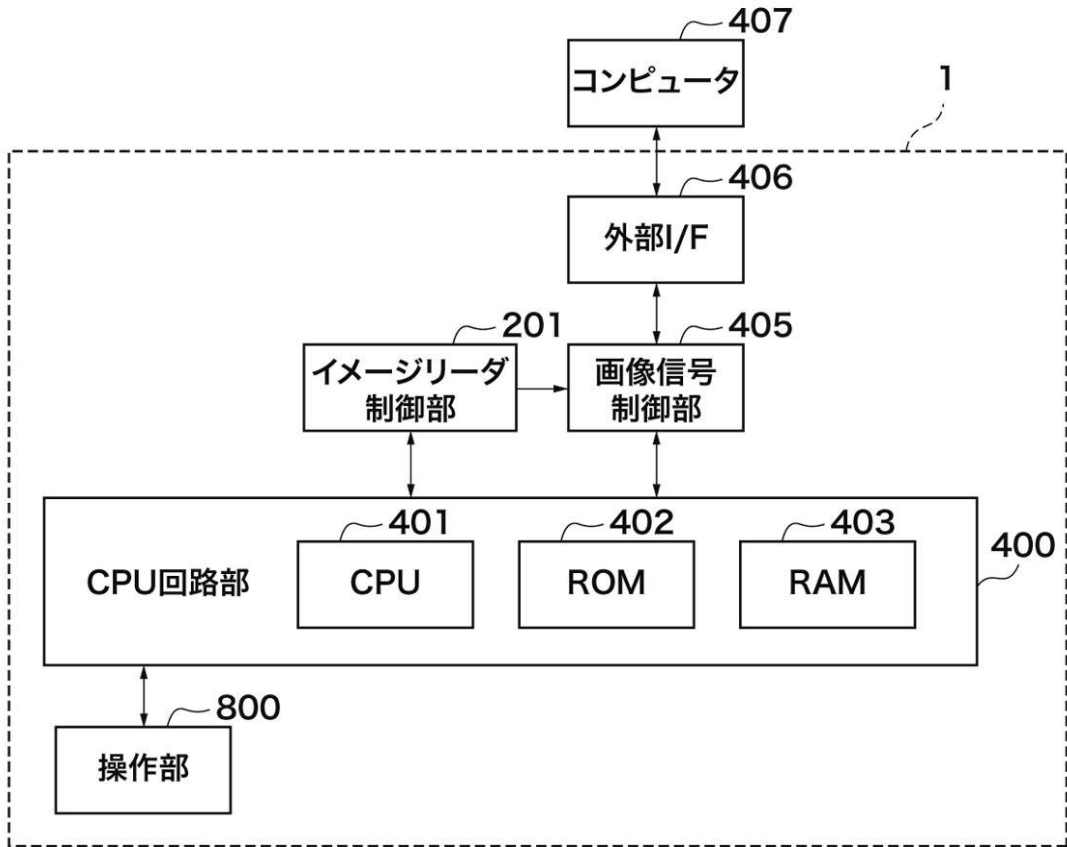 407
コンピュータ
1
406
外部I/F
201
405
イメージリーダ
制御部
画像信号
制御部
401
402
403
400
CPU回路部
CPU
ROM
RAM
800
操作部